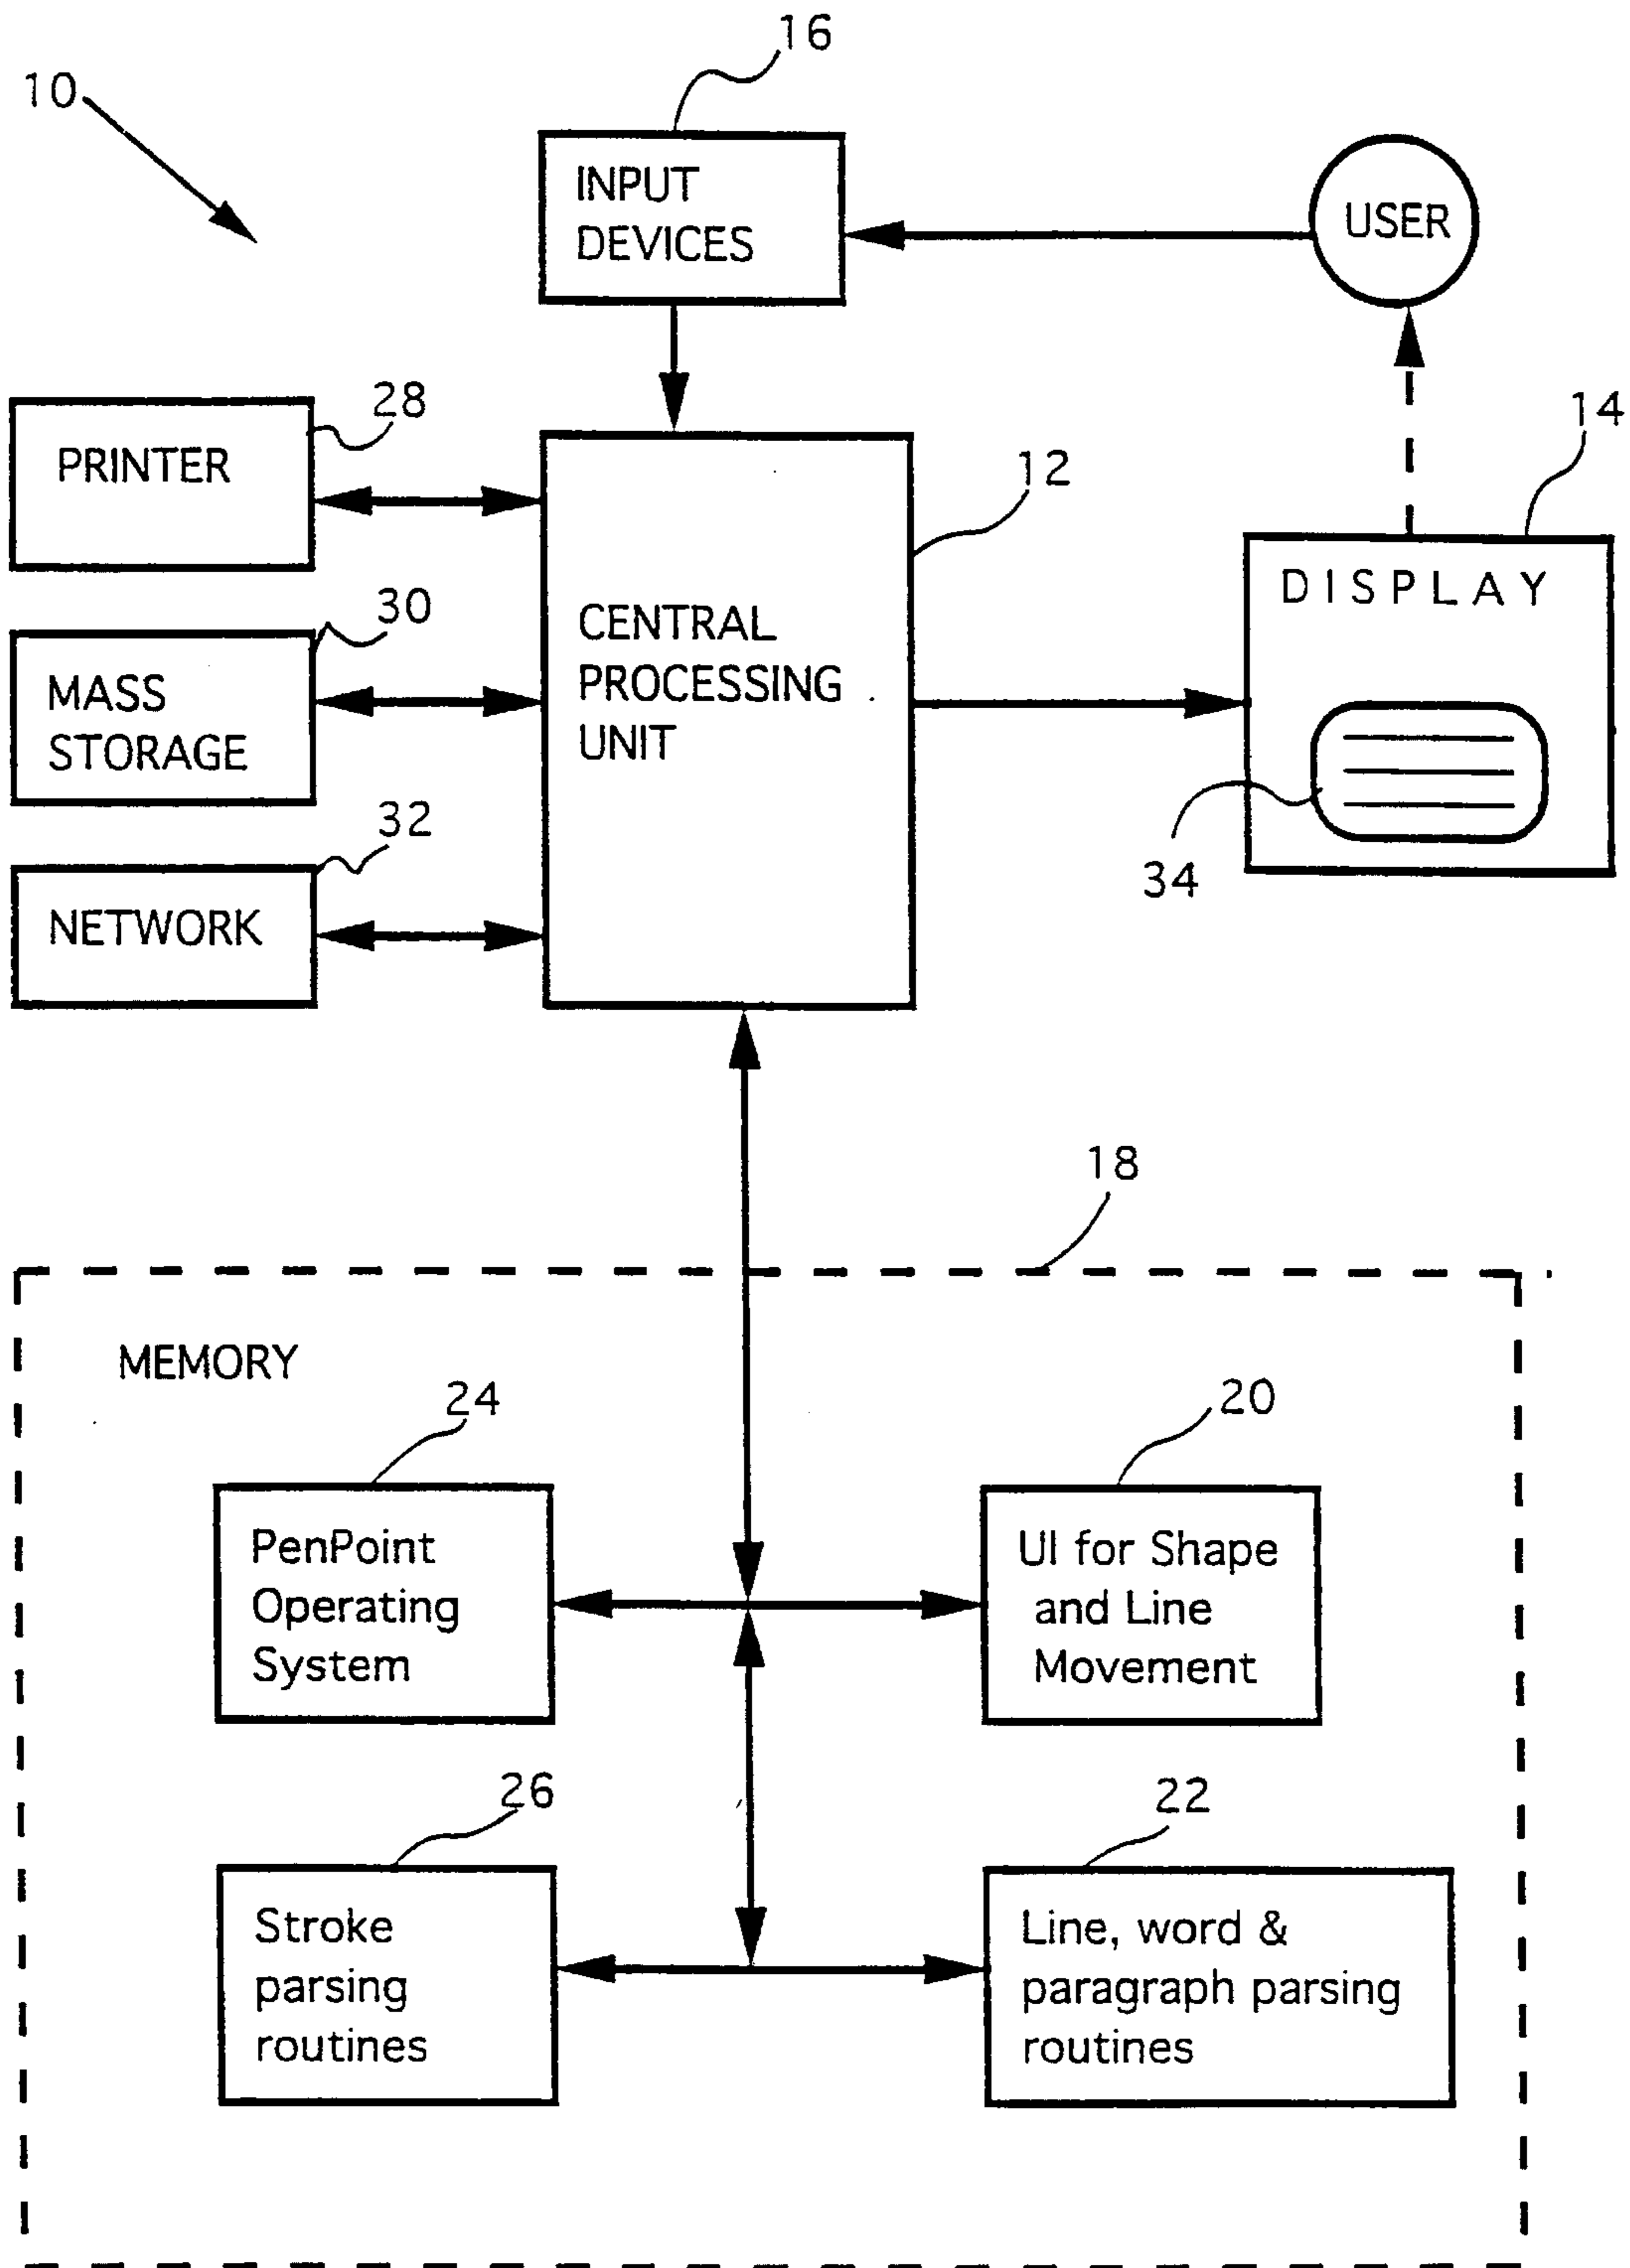 16
10
INPUT
DEVICES
USER
28
14
PRINTER
12
DISPLAY
30
CENTRAL
PROCESSING
UNIT
MASS
STORAGE
32
34
NETWORK
18
MEMORY
24
20
PenPoint
Operating
System
UI for Shape
and Line
Movement
26
22
Stroke
parsing
routines
Line, word &
paragraph parsing
routines